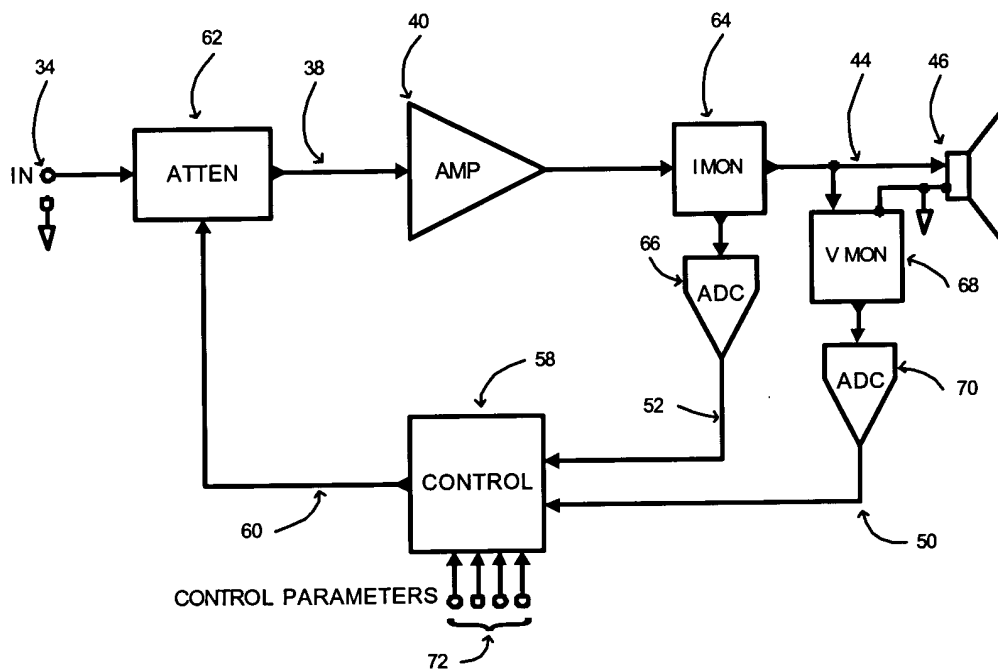 40
64
62
34
38
44
46
IN
ATTEN
AMP
I MON
66
ADC
V MON
68
58
52
ADC
70
CONTROL
60
50
CONTROL PARAMETERS
72